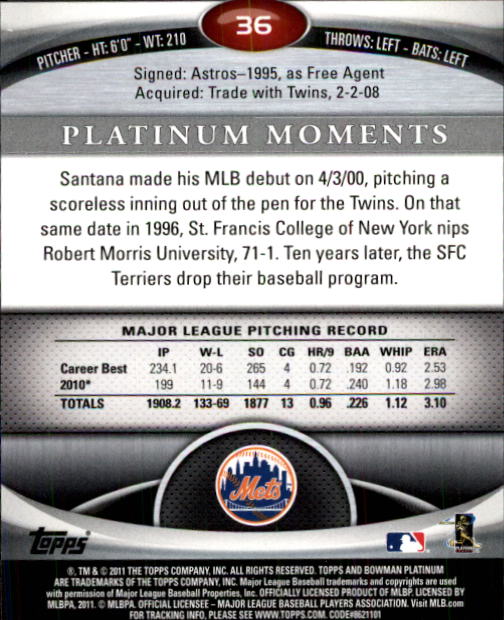 36
PITCHER - HT: 6'0" - WT: 210
THROWS: LEFT - BATS: LEFT
Signed: Astros–1995, as Free Agent
Acquired: Trade with Twins, 2-2-08
PLATINUM MOMENTS
Santana made his MLB debut on 4/3/00, pitching a
scoreless inning out of the pen for the Twins. On that
same date in 1996, St. Francis College of New York nips
Robert Morris University, 71-1. Ten years later, the SFC
Terriers drop their baseball program.
MAJOR LEAGUE PITCHING RECORD
IP W-L SO CG HR/9 BAA WHIP ERA
Career Best 234.1 20-6 265 4 0.72 .192 0.92 2.53
2010* 199 11-9 144 4 0.72 .240 1.18 2.98
TOTALS 1908.2 133-69 1877 13 0.96 .226 1.12 3.10
Mets
Topps
®, TM & © 2011 THE TOPPS COMPANY, INC. ALL RIGHTS RESERVED. TOPPS AND BOWMAN PLATINUM
ARE TRADEMARKS OF THE TOPPS COMPANY, INC. Major League Baseball trademarks and copyrights are used
with permission of Major League Baseball Properties, Inc. OFFICIALLY LICENSED PRODUCT OF MLBP. LICENSED BY
MLBPA, 2011. © MLBPA. OFFICIAL LICENSEE – MAJOR LEAGUE BASEBALL PLAYERS ASSOCIATION. Visit MLB.com
FOR TRACKING INFO, PLEASE SEE WWW.TOPPS.COM. CODE#8621101